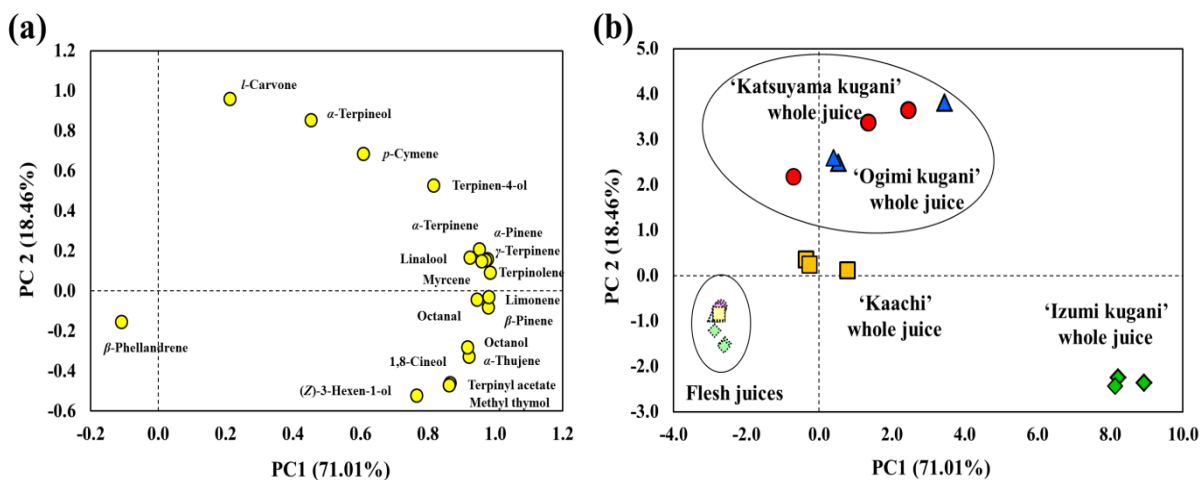 (a)
1.2
1.0
0.8
0.6
0.4
0.2
0.0
-0.2
-0.4
-0.6
PC 2 (18.46%)
l-Carvone
α-Terpineol
p-Cymene
Terpinen-4-ol
α-Terpinene
α-Pinene
γ-Terpinene
Linalool
Terpinolene
Myrcene
Limonene
Octanal
β-Pinene
β-Phellandrene
Octanol
1,8-Cineol
α-Thujene
(Z)-3-Hexen-1-ol
Terpinyl acetate
Methyl thymol
-0.2 0.0 0.2 0.4 0.6 0.8 1.0 1.2
PC1 (71.01%)
(b)
5.0
4.0
3.0
2.0
1.0
0.0
-1.0
-2.0
-3.0
PC 2 (18.46%)
‘Katsuyama kugani’
whole juice
‘Ogimi kugani’
whole juice
‘Kaachi’
whole juice
‘Izumi kugani’
whole juice
Flesh juices
-4.0 -2.0 0.0 2.0 4.0 6.0 8.0 10.0
PC1 (71.01%)